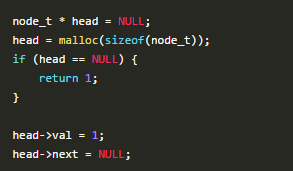 node_t * head = NULL;
head = malloc(sizeof(node_t));
if (head == NULL) {
    return 1;
}

head->val = 1;
head->next = NULL;